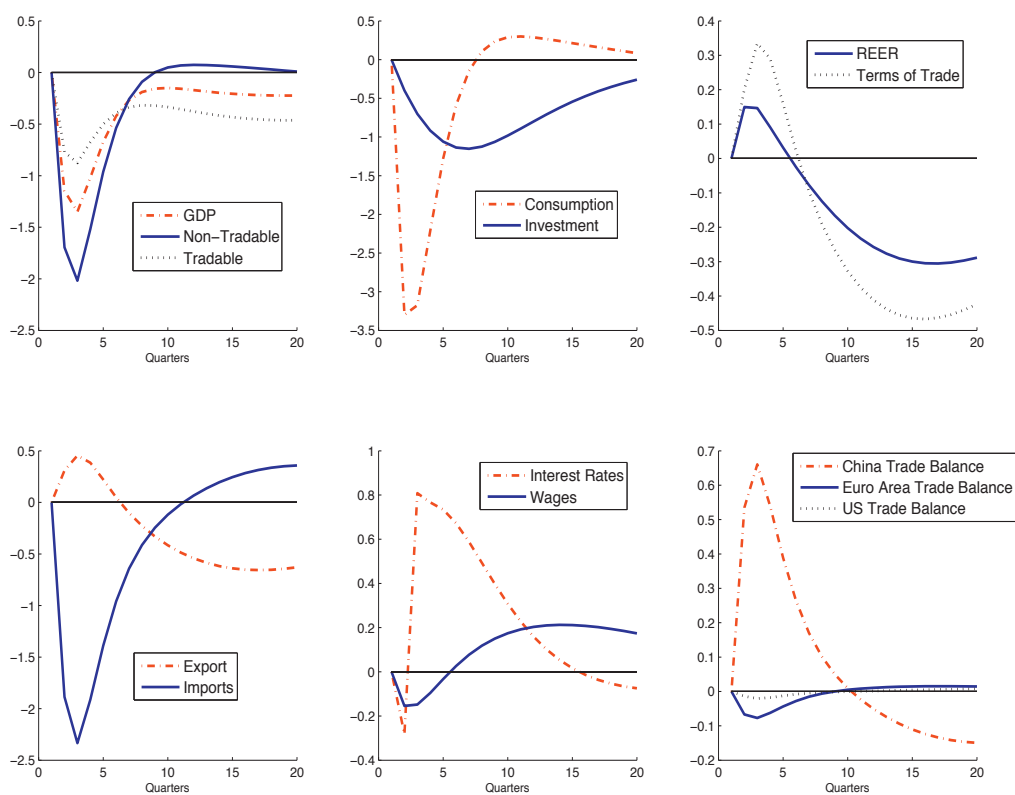 0.5
0
−0.5
−1
−1.5
−2
−2.5
0 5 10 15 20
Quarters
GDP
Non−Tradable
Tradable
0.5
0
−0.5
−1
−1.5
−2
−2.5
−3
−3.5
0 5 10 15 20
Quarters
Consumption
Investment
0.4
0.3
0.2
0.1
0
−0.1
−0.2
−0.3
−0.4
−0.5
0 5 10 15 20
Quarters
REER
Terms of Trade
0.5
0
−0.5
−1
−1.5
−2
−2.5
0 5 10 15 20
Quarters
Export
Imports
1
0.8
0.6
0.4
0.2
0
−0.2
−0.4
0 5 10 15 20
Quarters
Interest Rates
Wages
0.7
0.6
0.5
0.4
0.3
0.2
0.1
0
−0.1
−0.2
0 5 10 15 20
Quarters
China Trade Balance
Euro Area Trade Balance
US Trade Balance